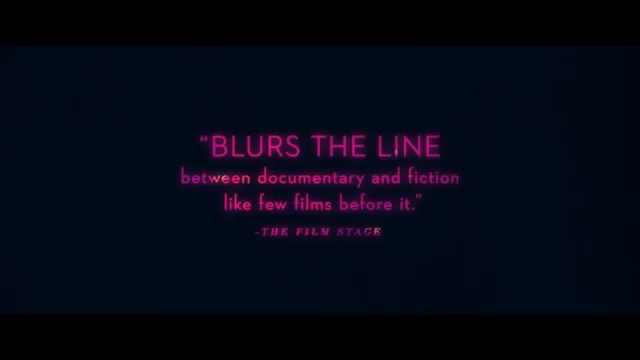 “BLURS THE LINE
between documentary and fiction
like few films before it.”
–THE FILM STAGE